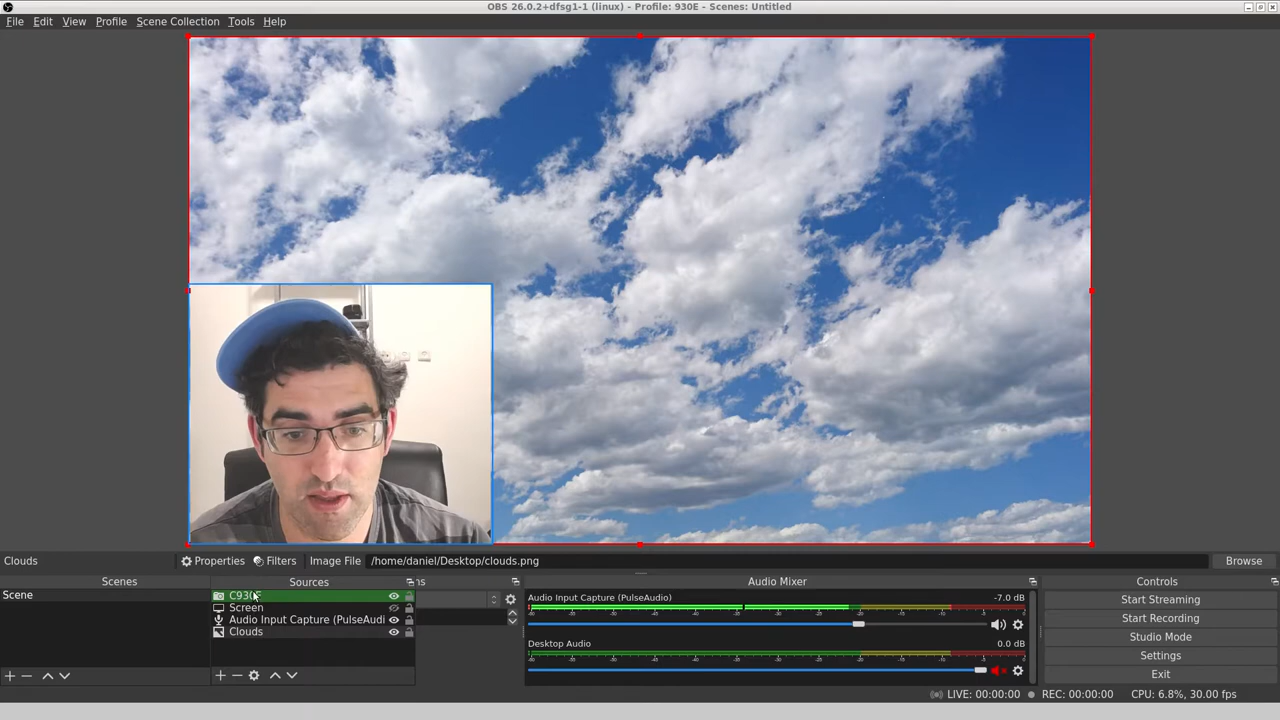 OBS 26.0.2+dfsg1-1 (linux) - Profile: 930E - Scenes: Untitled
File Edit View Profile Scene Collection Tools Help
Clouds Properties Filters Image File /home/daniel/Desktop/clouds.png Browse
Scenes Sources ns Audio Mixer Controls
Scene
C930E
Screen
Audio Input Capture (PulseAudi
Clouds
Audio Input Capture (PulseAudio) -7.0 dB
Desktop Audio 0.0 dB
Start Streaming
Start Recording
Studio Mode
Settings
Exit
LIVE: 00:00:00 REC: 00:00:00 CPU: 6.8%, 30.00 fps